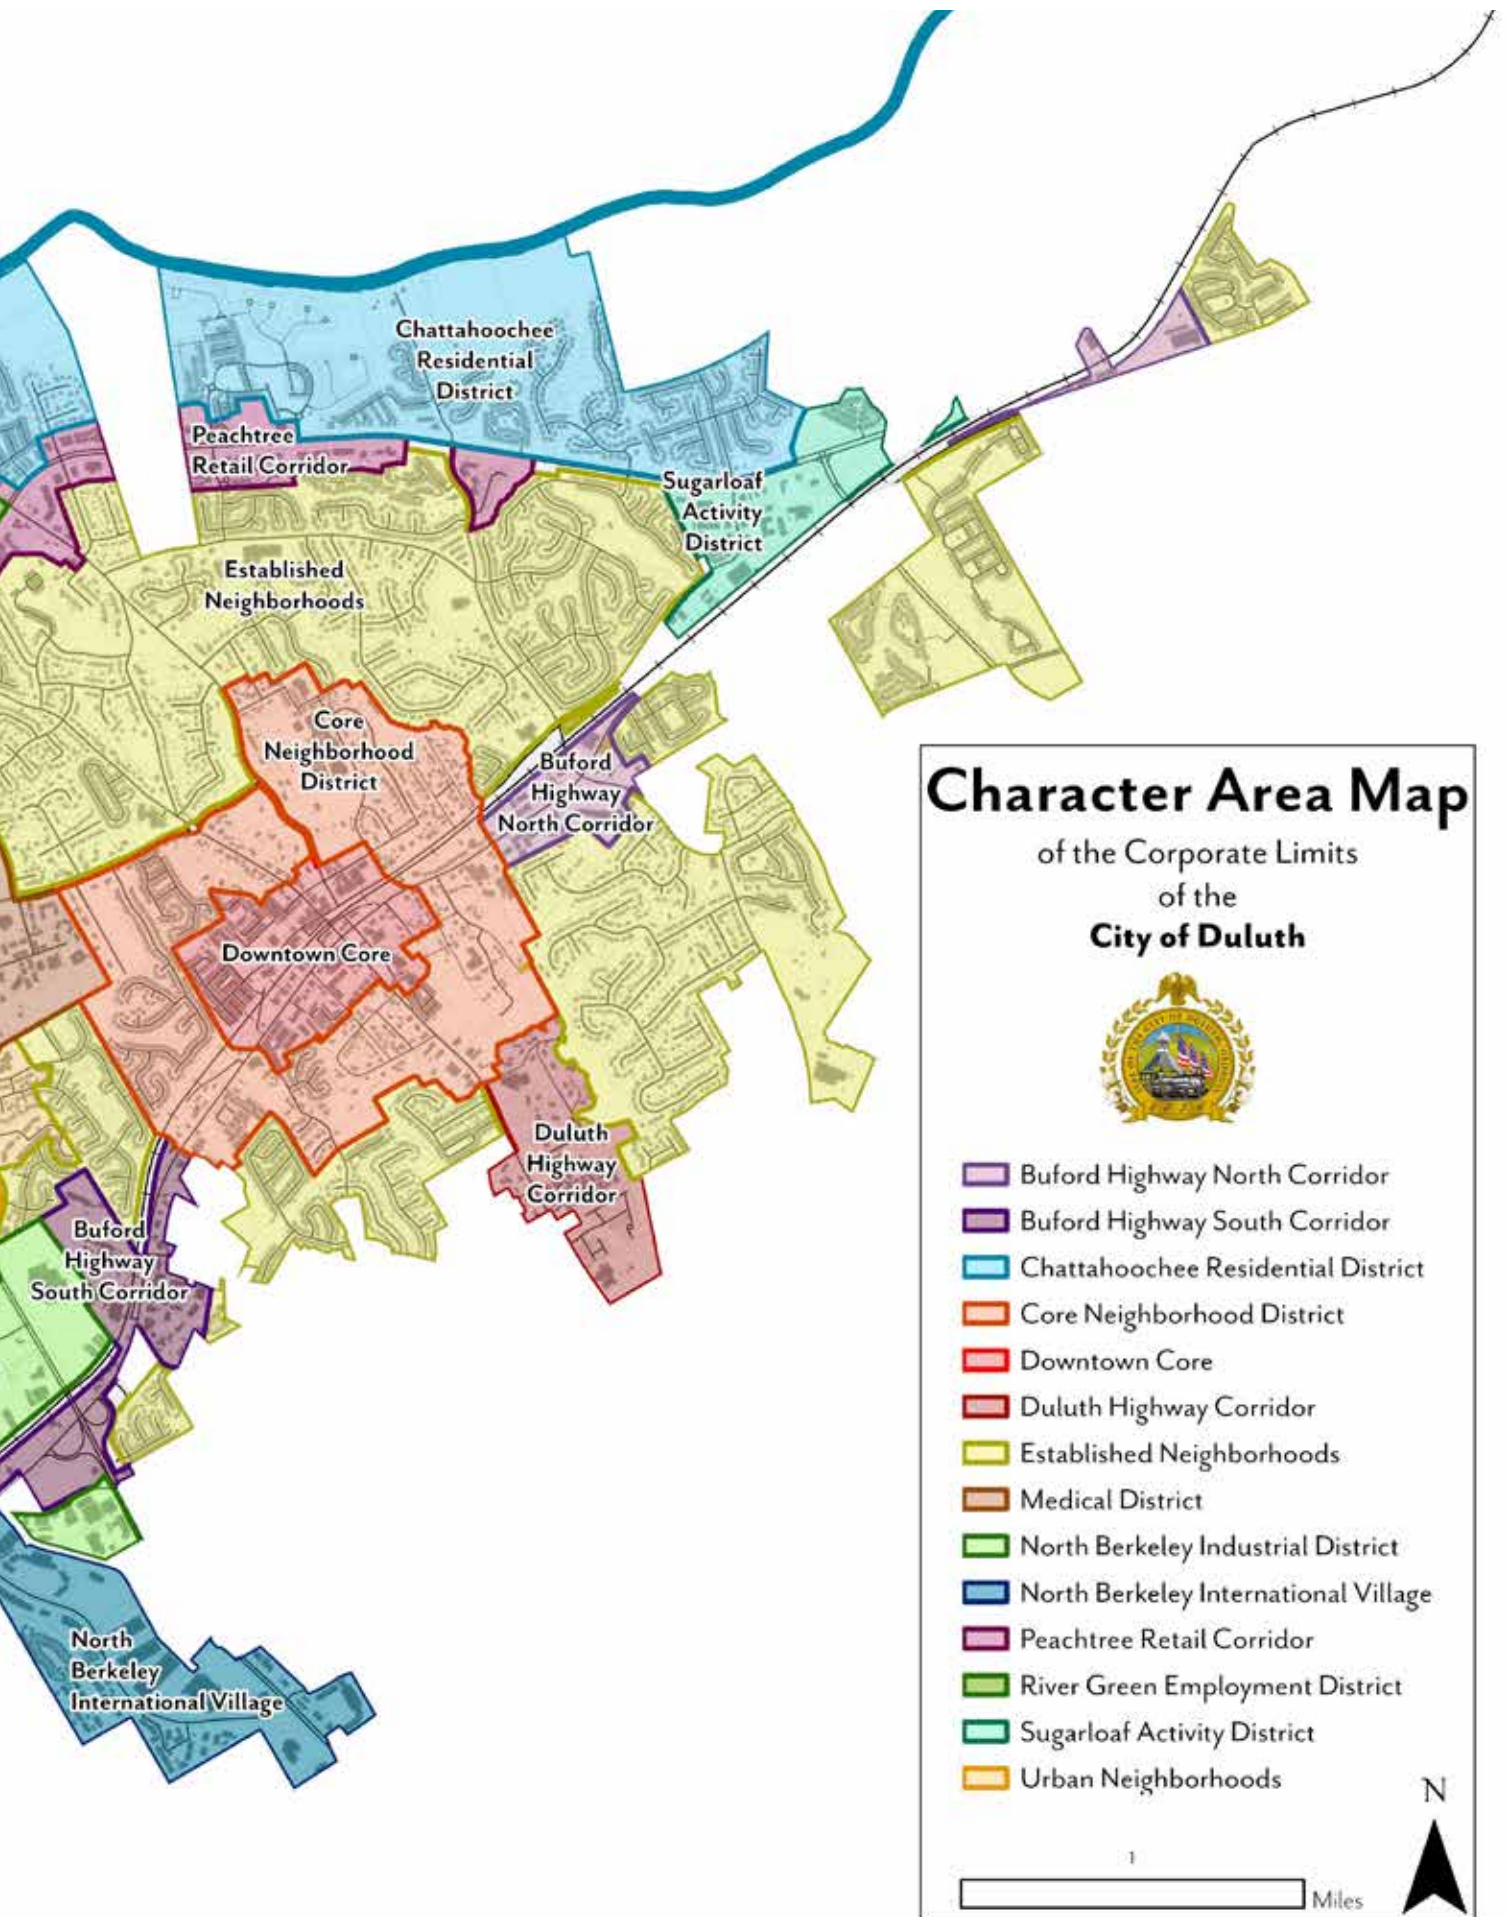 Chattahoochee
Residential
District
Peachtree
Retail Corridor
Sugarloaf
Activity
District
Established
Neighborhoods
Core
Neighborhood
District
Buford
Highway
North Corridor
Downtown Core
Duluth
Highway
Corridor
Buford
Highway
South Corridor
North
Berkeley
International Village
Character Area Map
of the Corporate Limits
of the
City of Duluth
Buford Highway North Corridor
Buford Highway South Corridor
Chattahoochee Residential District
Core Neighborhood District
Downtown Core
Duluth Highway Corridor
Established Neighborhoods
Medical District
North Berkeley Industrial District
North Berkeley International Village
Peachtree Retail Corridor
River Green Employment District
Sugarloaf Activity District
Urban Neighborhoods
N
1
Miles